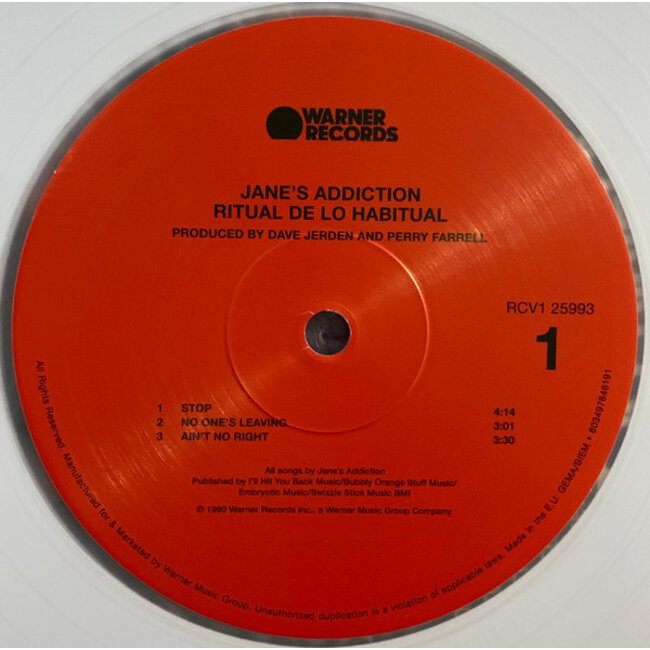 WARNER
RECORDS
JANE'S ADDICTION
RITUAL DE LO HABITUAL
PRODUCED BY DAVE JERDEN AND PERRY FARRELL
RCV1 25993
1
1 STOP 4:14
2 NO ONE'S LEAVING 3:01
3 AIN'T NO RIGHT 3:30
All songs by Jane's Addiction
Published by I'll Hit You Back Music/Bubbly Orange Stuff Music/
Embryotic Music/Swizzle Stick Music BMI
℗ © 1990 Warner Records Inc., a Warner Music Group Company
All Rights Reserved. Manufactured for & Marketed by Warner Music Group. Unauthorized duplication is a violation of applicable laws. Made in the E.U. GEMA/BIEM • 603497846191